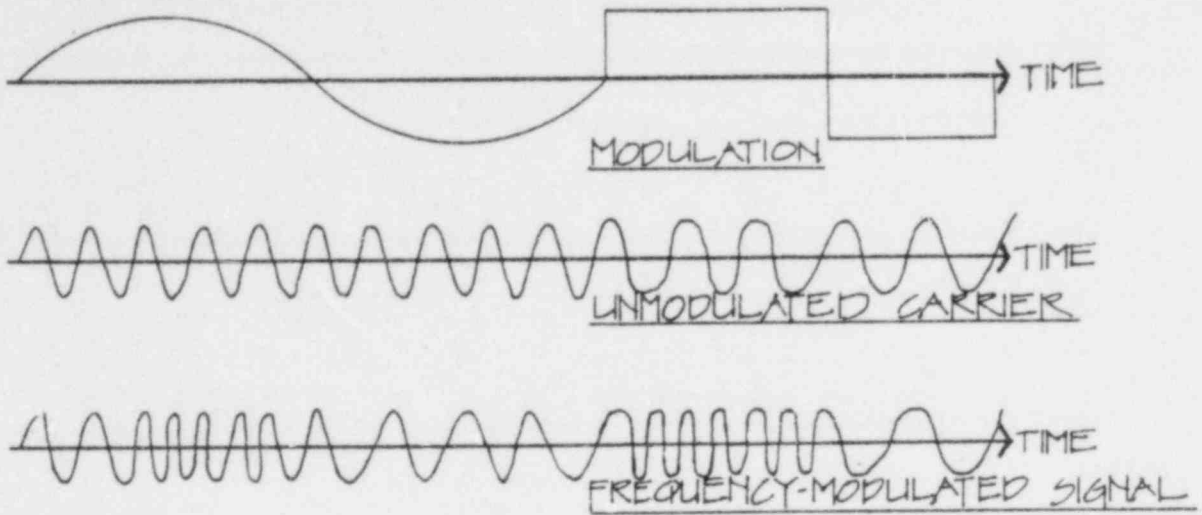 TIME
MODULATION
TIME
UNMODULATED CARRIER
TIME
FREQUENCY-MODULATED SIGNAL